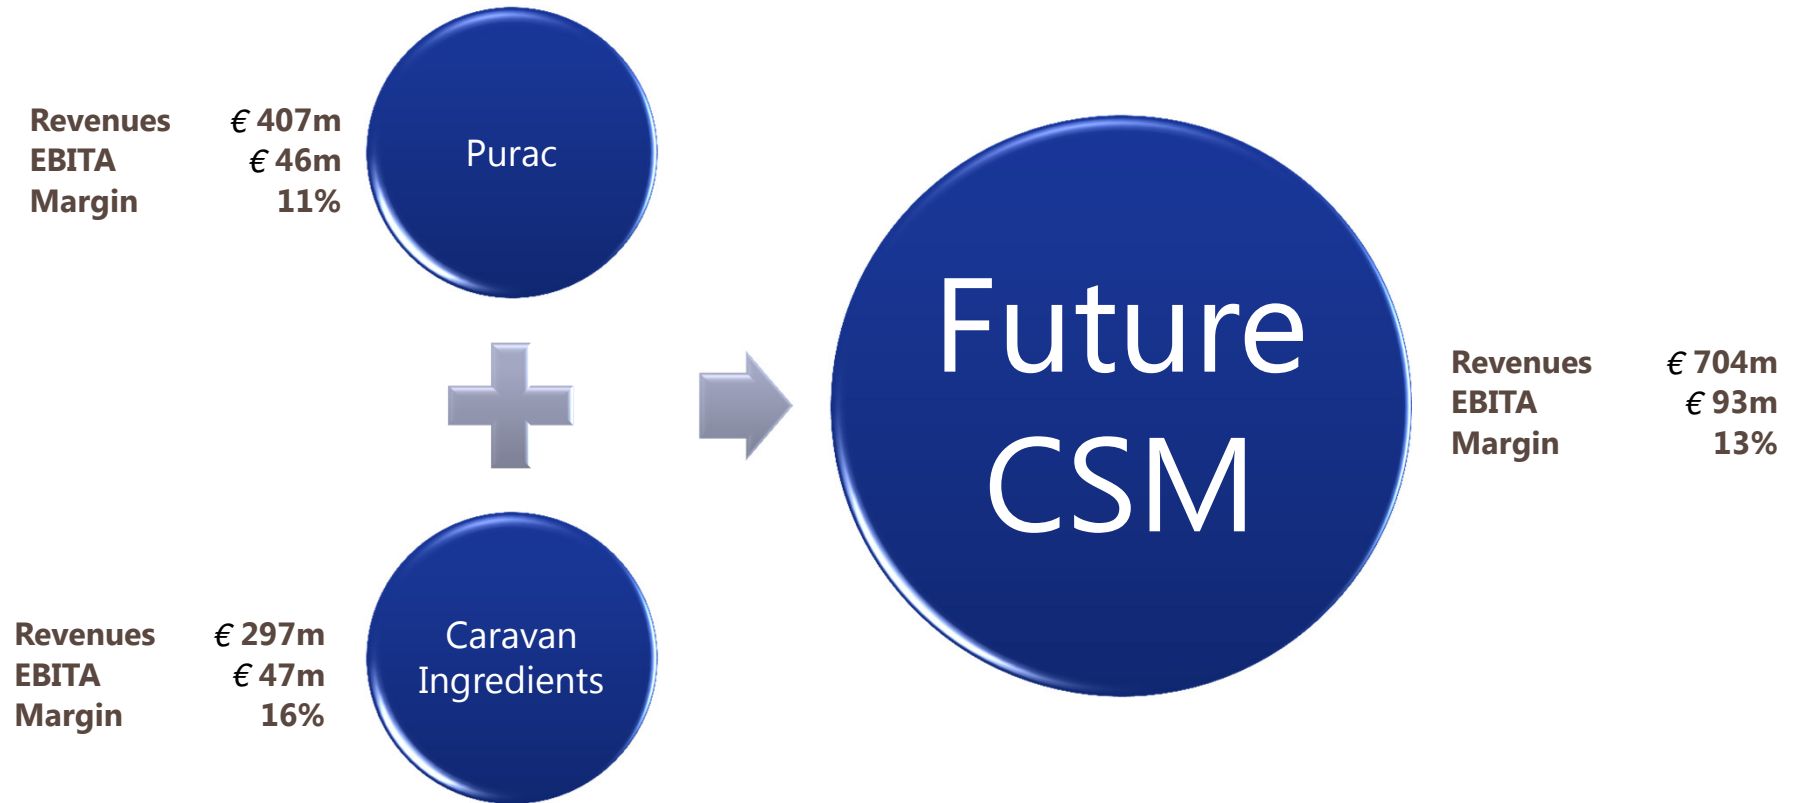 Revenues € 407m
EBITA € 46m
Margin 11%
Purac
Caravan
Ingredients
Revenues € 297m
EBITA € 47m
Margin 16%
Future
CSM
Revenues € 704m
EBITA € 93m
Margin 13%